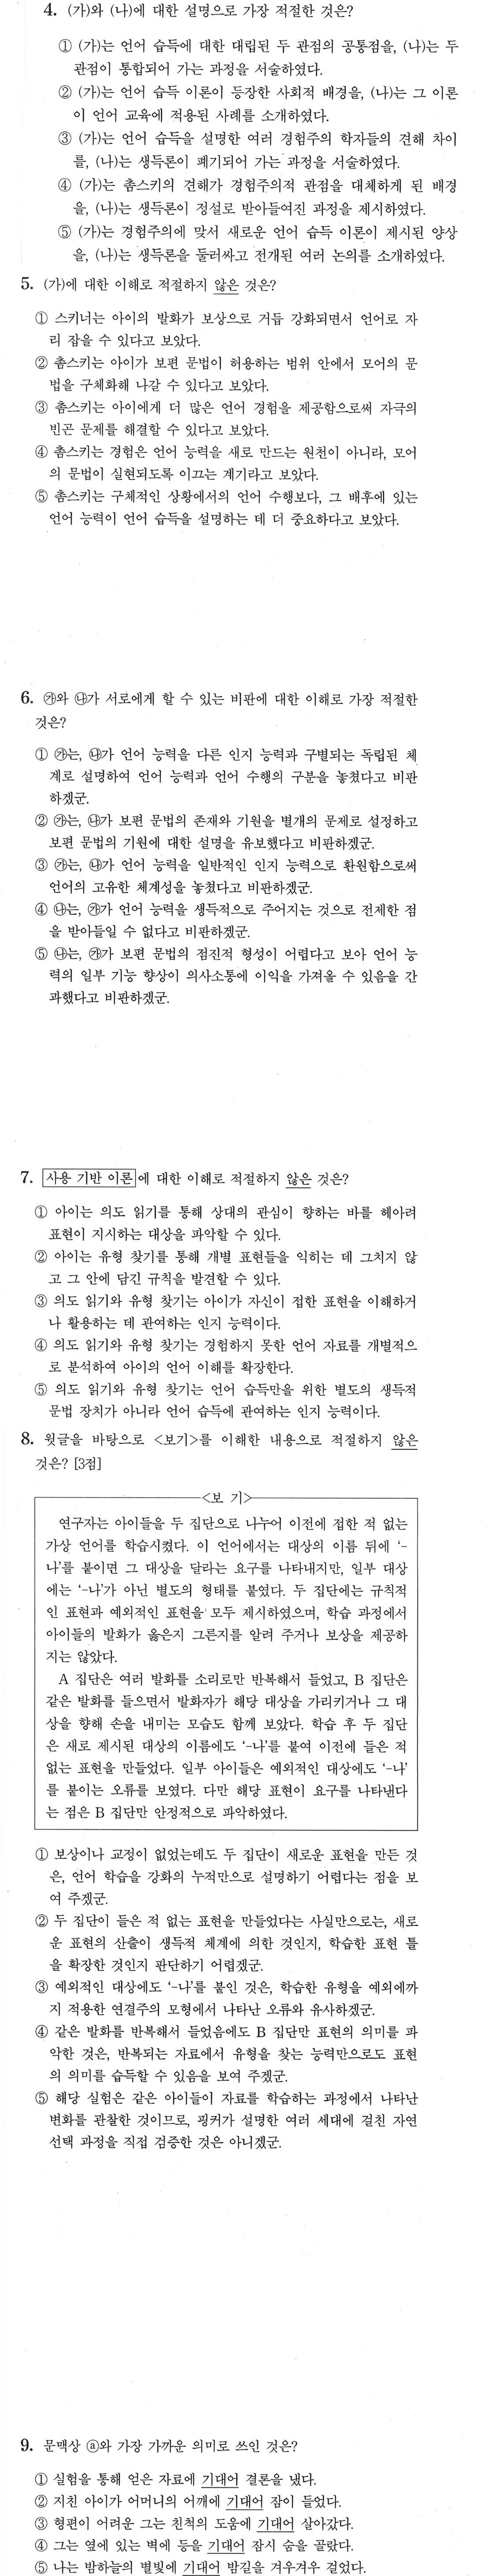 4. (가)와 (나)에 대한 설명으로 가장 적절한 것은?
① (가)는 언어 습득에 대한 대립된 두 관점의 공통점을, (나)는 두
관점이 통합되어 가는 과정을 서술하였다.
② (가)는 언어 습득 이론이 등장한 사회적 배경을, (나)는 그 이론
이 언어 교육에 적용된 사례를 소개하였다.
③ (가)는 언어 습득을 설명한 여러 경험주의 학자들의 견해 차이
를, (나)는 생득론이 폐기되어 가는 과정을 서술하였다.
④ (가)는 촘스키의 견해가 경험주의적 관점을 대체하게 된 배경
을, (나)는 생득론이 정설로 받아들여진 과정을 제시하였다.
⑤ (가)는 경험주의에 맞서 새로운 언어 습득 이론이 제시된 양상
을, (나)는 생득론을 둘러싸고 전개된 여러 논의를 소개하였다.
5. (가)에 대한 이해로 적절하지 않은 것은?
① 스키너는 아이의 발화가 보상으로 거듭 강화되면서 언어로 자
리 잡을 수 있다고 보았다.
② 촘스키는 아이가 보편 문법이 허용하는 범위 안에서 모어의 문
법을 구체화해 나갈 수 있다고 보았다.
③ 촘스키는 아이에게 더 많은 언어 경험을 제공함으로써 자극의
빈곤 문제를 해결할 수 있다고 보았다.
④ 촘스키는 경험은 언어 능력을 새로 만드는 원천이 아니라, 모어
의 문법이 실현되도록 이끄는 계기라고 보았다.
⑤ 촘스키는 구체적인 상황에서의 언어 수행보다, 그 배후에 있는
언어 능력이 언어 습득을 설명하는 데 더 중요하다고 보았다.
6. ㉮와 ㉯가 서로에게 할 수 있는 비판에 대한 이해로 가장 적절한
것은?
① ㉮는, ㉯가 언어 능력을 다른 인지 능력과 구별되는 독립된 체
계로 설명하여 언어 능력과 언어 수행의 구분을 놓쳤다고 비판
하겠군.
② ㉮는, ㉯가 보편 문법의 존재와 기원을 별개의 문제로 설정하고
보편 문법의 기원에 대한 설명을 유보했다고 비판하겠군.
③ ㉮는, ㉯가 언어 능력을 일반적인 인지 능력으로 환원함으로써
언어의 고유한 체계성을 놓쳤다고 비판하겠군.
④ ㉯는, ㉮가 언어 능력을 생득적으로 주어지는 것으로 전제한 점
을 받아들일 수 없다고 비판하겠군.
⑤ ㉯는, ㉮가 보편 문법의 점진적 형성이 어렵다고 보아 언어 능
력의 일부 기능 향상이 의사소통에 이익을 가져올 수 있음을 간
과했다고 비판하겠군.
7. 사용 기반 이론에 대한 이해로 적절하지 않은 것은?
① 아이는 의도 읽기를 통해 상대의 관심이 향하는 바를 헤아려
표현이 지시하는 대상을 파악할 수 있다.
② 아이는 유형 찾기를 통해 개별 표현들을 익히는 데 그치지 않
고 그 안에 담긴 규칙을 발견할 수 있다.
③ 의도 읽기와 유형 찾기는 아이가 자신이 접한 표현을 이해하거
나 활용하는 데 관여하는 인지 능력이다.
④ 의도 읽기와 유형 찾기는 경험하지 못한 언어 자료를 개별적으
로 분석하여 아이의 언어 이해를 확장한다.
⑤ 의도 읽기와 유형 찾기는 언어 습득만을 위한 별도의 생득적
문법 장치가 아니라 언어 습득에 관여하는 인지 능력이다.
8. 윗글을 바탕으로 <보기>를 이해한 내용으로 적절하지 않은
것은? [3점]
<보 기>
연구자는 아이들을 두 집단으로 나누어 이전에 접한 적 없는
가상 언어를 학습시켰다. 이 언어에서는 대상의 이름 뒤에 '-
나'를 붙이면 그 대상을 달라는 요구를 나타내지만, 일부 대상
에는 '-나'가 아닌 별도의 형태를 붙였다. 두 집단에는 규칙적
인 표현과 예외적인 표현을 모두 제시하였으며, 학습 과정에서
아이들의 발화가 옳은지 그른지를 알려 주거나 보상을 제공하
지는 않았다.
A 집단은 여러 발화를 소리로만 반복해서 들었고, B 집단은
같은 발화를 들으면서 발화자가 해당 대상을 가리키거나 그 대
상을 향해 손을 내미는 모습도 함께 보았다. 학습 후 두 집단
은 새로 제시된 대상의 이름에도 '-나'를 붙여 이전에 들은 적
없는 표현을 만들었다. 일부 아이들은 예외적인 대상에도 '-나'
를 붙이는 오류를 보였다. 다만 해당 표현이 요구를 나타낸다
는 점은 B 집단만 안정적으로 파악하였다.
① 보상이나 교정이 없었는데도 두 집단이 새로운 표현을 만든 것
은, 언어 학습을 강화의 누적만으로 설명하기 어렵다는 점을 보
여 주겠군.
② 두 집단이 들은 적 없는 표현을 만들었다는 사실만으로는, 새로
운 표현의 산출이 생득적 체계에 의한 것인지, 학습한 표현 틀
을 확장한 것인지 판단하기 어렵겠군.
③ 예외적인 대상에도 '-나'를 붙인 것은, 학습한 유형을 예외에까
지 적용한 연결주의 모형에서 나타난 오류와 유사하겠군.
④ 같은 발화를 반복해서 들었음에도 B 집단만 표현의 의미를 파
악한 것은, 반복되는 자료에서 유형을 찾는 능력만으로도 표현
의 의미를 습득할 수 있음을 보여 주겠군.
⑤ 해당 실험은 같은 아이들이 자료를 학습하는 과정에서 나타난
변화를 관찰한 것이므로, 핑커가 설명한 여러 세대에 걸친 자연
선택 과정을 직접 검증한 것은 아니겠군.
9. 문맥상 ⓐ와 가장 가까운 의미로 쓰인 것은?
① 실험을 통해 얻은 자료에 기대어 결론을 냈다.
② 지친 아이가 어머니의 어깨에 기대어 잠이 들었다.
③ 형편이 어려운 그는 친척의 도움에 기대어 살아갔다.
④ 그는 옆에 있는 벽에 등을 기대어 잠시 숨을 골랐다.
⑤ 나는 밤하늘의 별빛에 기대어 밤길을 겨우겨우 걸었다.